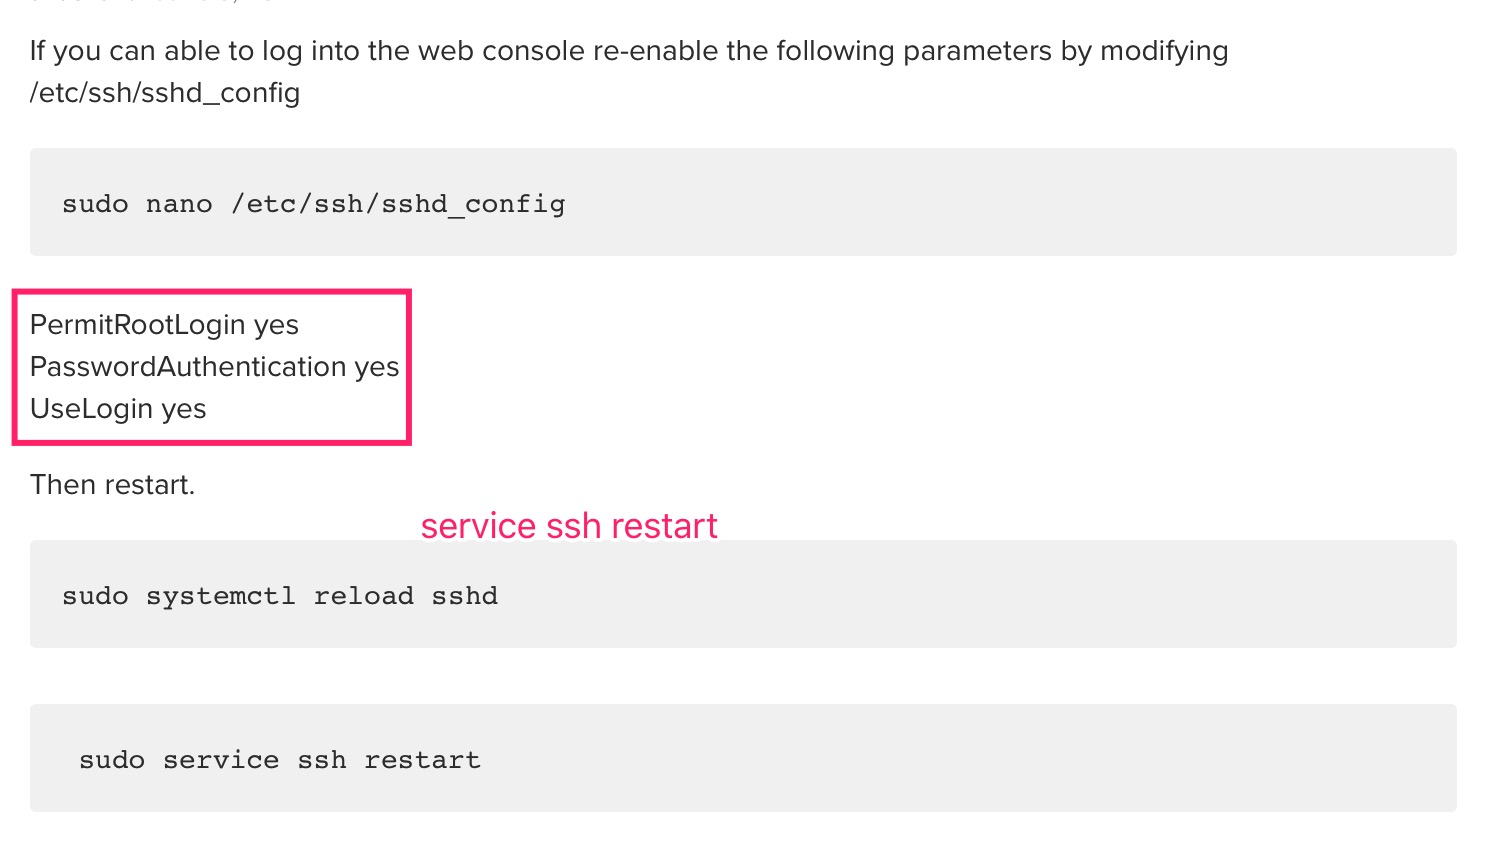 If you can able to log into the web console re-enable the following parameters by modifying
/etc/ssh/sshd_config
sudo nano /etc/ssh/sshd_config
PermitRootLogin yes
PasswordAuthentication yes
UseLogin yes
Then restart.
service ssh restart
sudo systemctl reload sshd
sudo service ssh restart